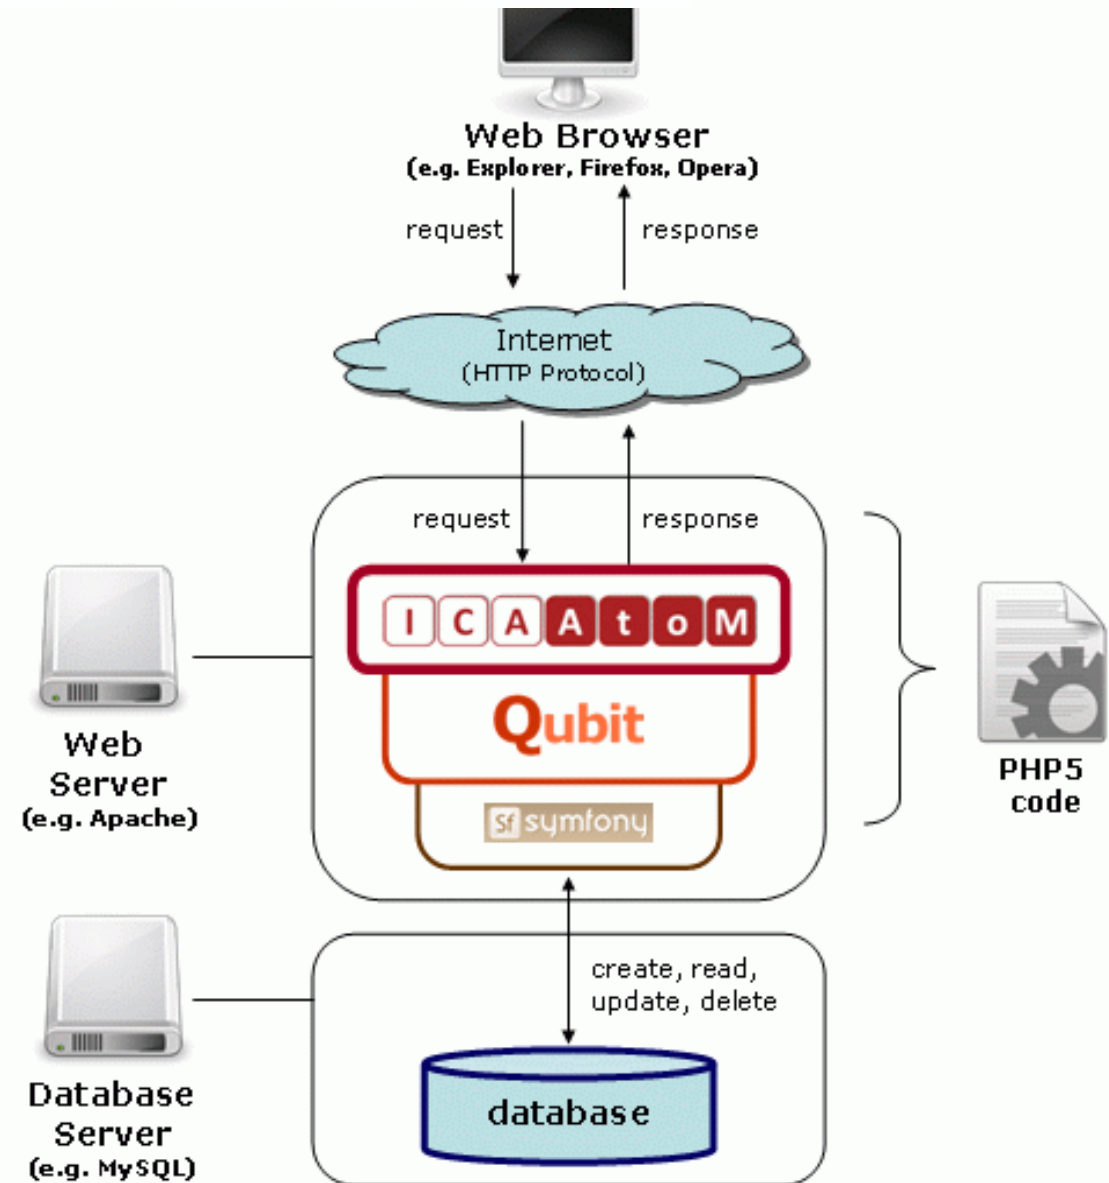 Web Browser
(e.g. Explorer, Firefox, Opera)
request
response
Internet
(HTTP Protocol)
request
response
ICAAtoM
Qubit
Sf symfony
Web
Server
(e.g. Apache)
PHP5
code
create, read,
update, delete
database
Database
Server
(e.g. MySQL)